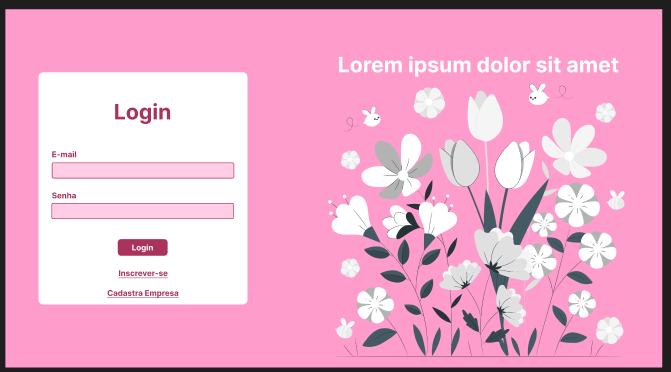 Lorem ipsum dolor sit amet
Login
E-mail
Senha
Login
Inscrever-se
Cadastra Empresa